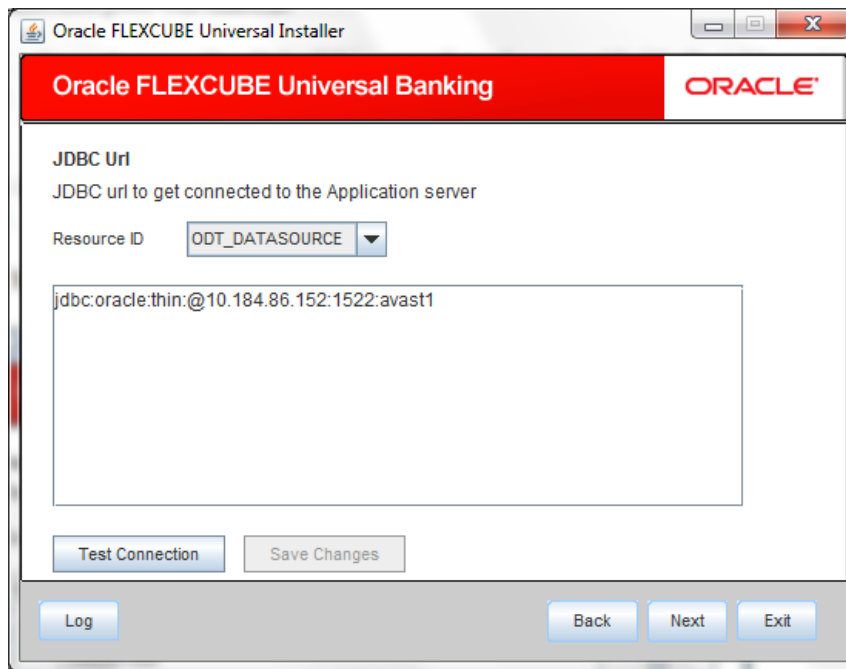 Oracle FLEXCUBE Universal Installer
Oracle FLEXCUBE Universal Banking
ORACLE
JDBC Url
JDBC url to get connected to the Application server
Resource ID ODT_DATASOURCE
jdbc:oracle:thin:@10.184.86.152:1522:avast1
Test Connection Save Changes
Log Back Next Exit